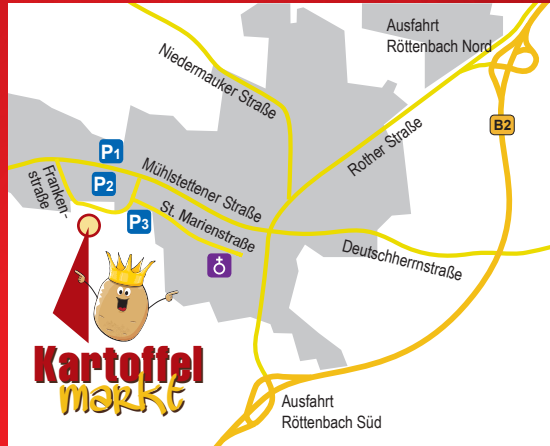 Ausfahrt
Röttenbach Nord
Niedermauker Straße
B2
Rother Straße
P1
P2
Mühlstettener Straße
Franken-
straße
P3
St. Marienstraße
Deutschherrnstraße
Kartoffel
markt
Ausfahrt
Röttenbach Süd